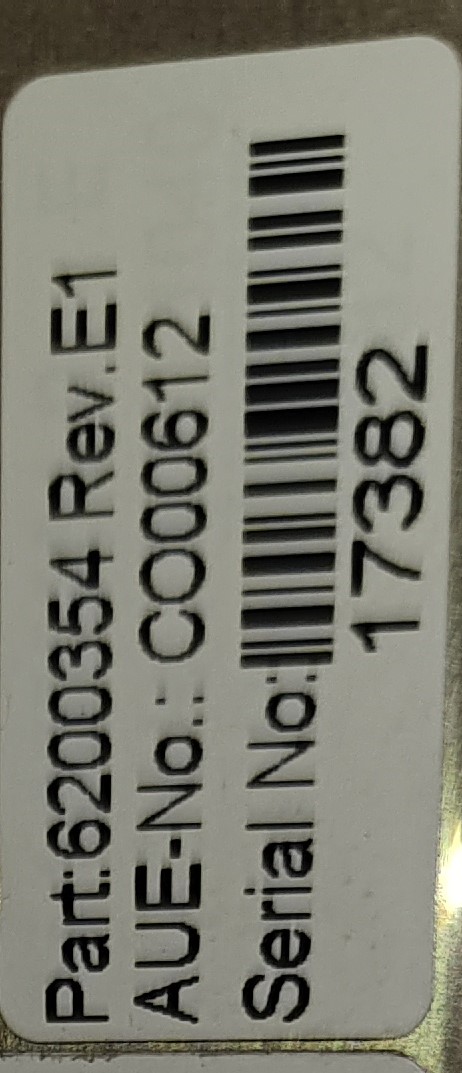 Part:6200354 Rev.E1
AUE-No.: CO00612
Serial No:
17382